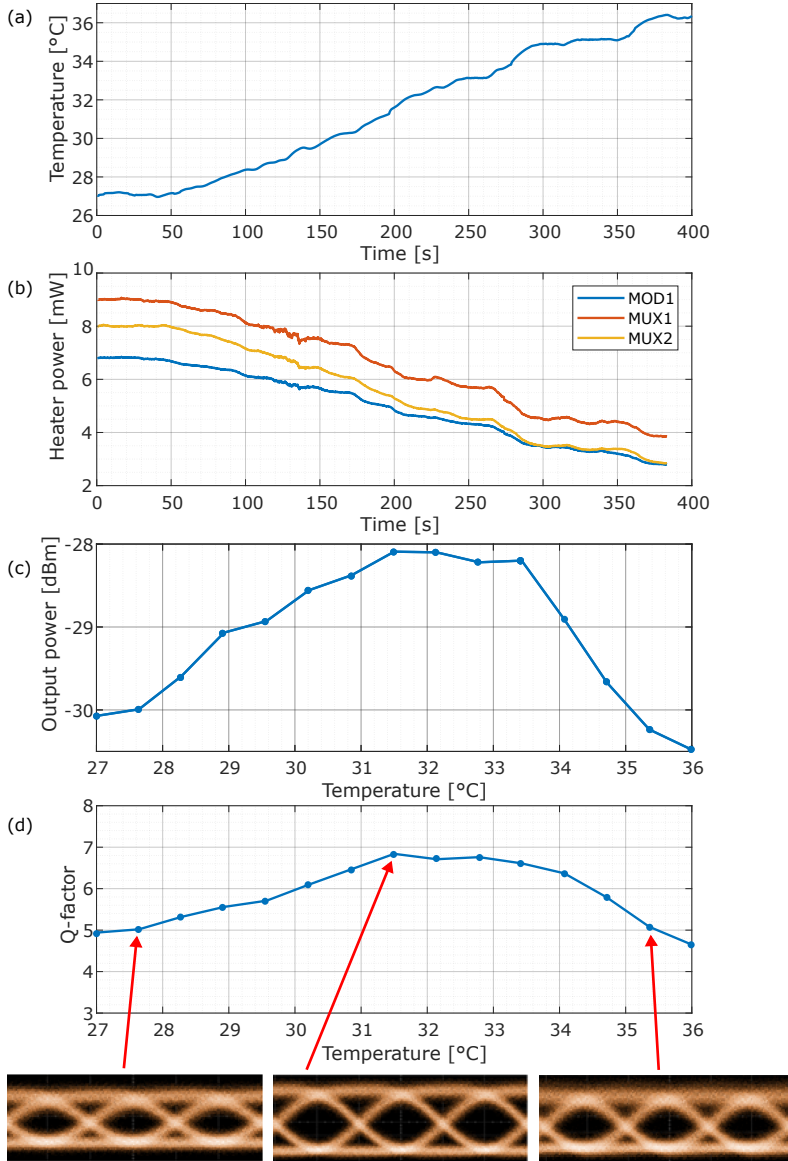 (a)
Temperature [°C]
36
34
32
30
28
26
0 50 100 150 200 250 300 350 400
Time [s]
(b)
Heater power [mW]
10
8
6
4
2
MOD1
MUX1
MUX2
0 50 100 150 200 250 300 350 400
Time [s]
(c)
Output power [dBm]
-28
-29
-30
27 28 29 30 31 32 33 34 35 36
Temperature [°C]
(d)
Q-factor
8
7
6
5
4
3
27 28 29 30 31 32 33 34 35 36
Temperature [°C]